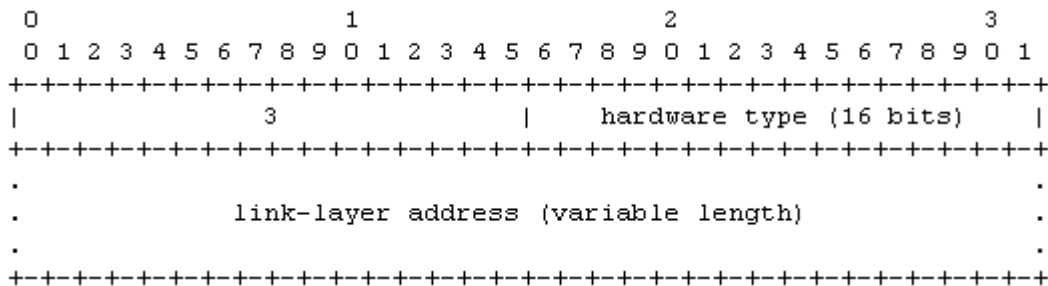 0                   1                   2                   3
 0 1 2 3 4 5 6 7 8 9 0 1 2 3 4 5 6 7 8 9 0 1 2 3 4 5 6 7 8 9 0 1
+-+-+-+-+-+-+-+-+-+-+-+-+-+-+-+-+-+-+-+-+-+-+-+-+-+-+-+-+-+-+-+-+
|               3               |    hardware type (16 bits)    |
+-+-+-+-+-+-+-+-+-+-+-+-+-+-+-+-+-+-+-+-+-+-+-+-+-+-+-+-+-+-+-+-+
.                                                               .
.             link-layer address (variable length)              .
.                                                               .
+-+-+-+-+-+-+-+-+-+-+-+-+-+-+-+-+-+-+-+-+-+-+-+-+-+-+-+-+-+-+-+-+